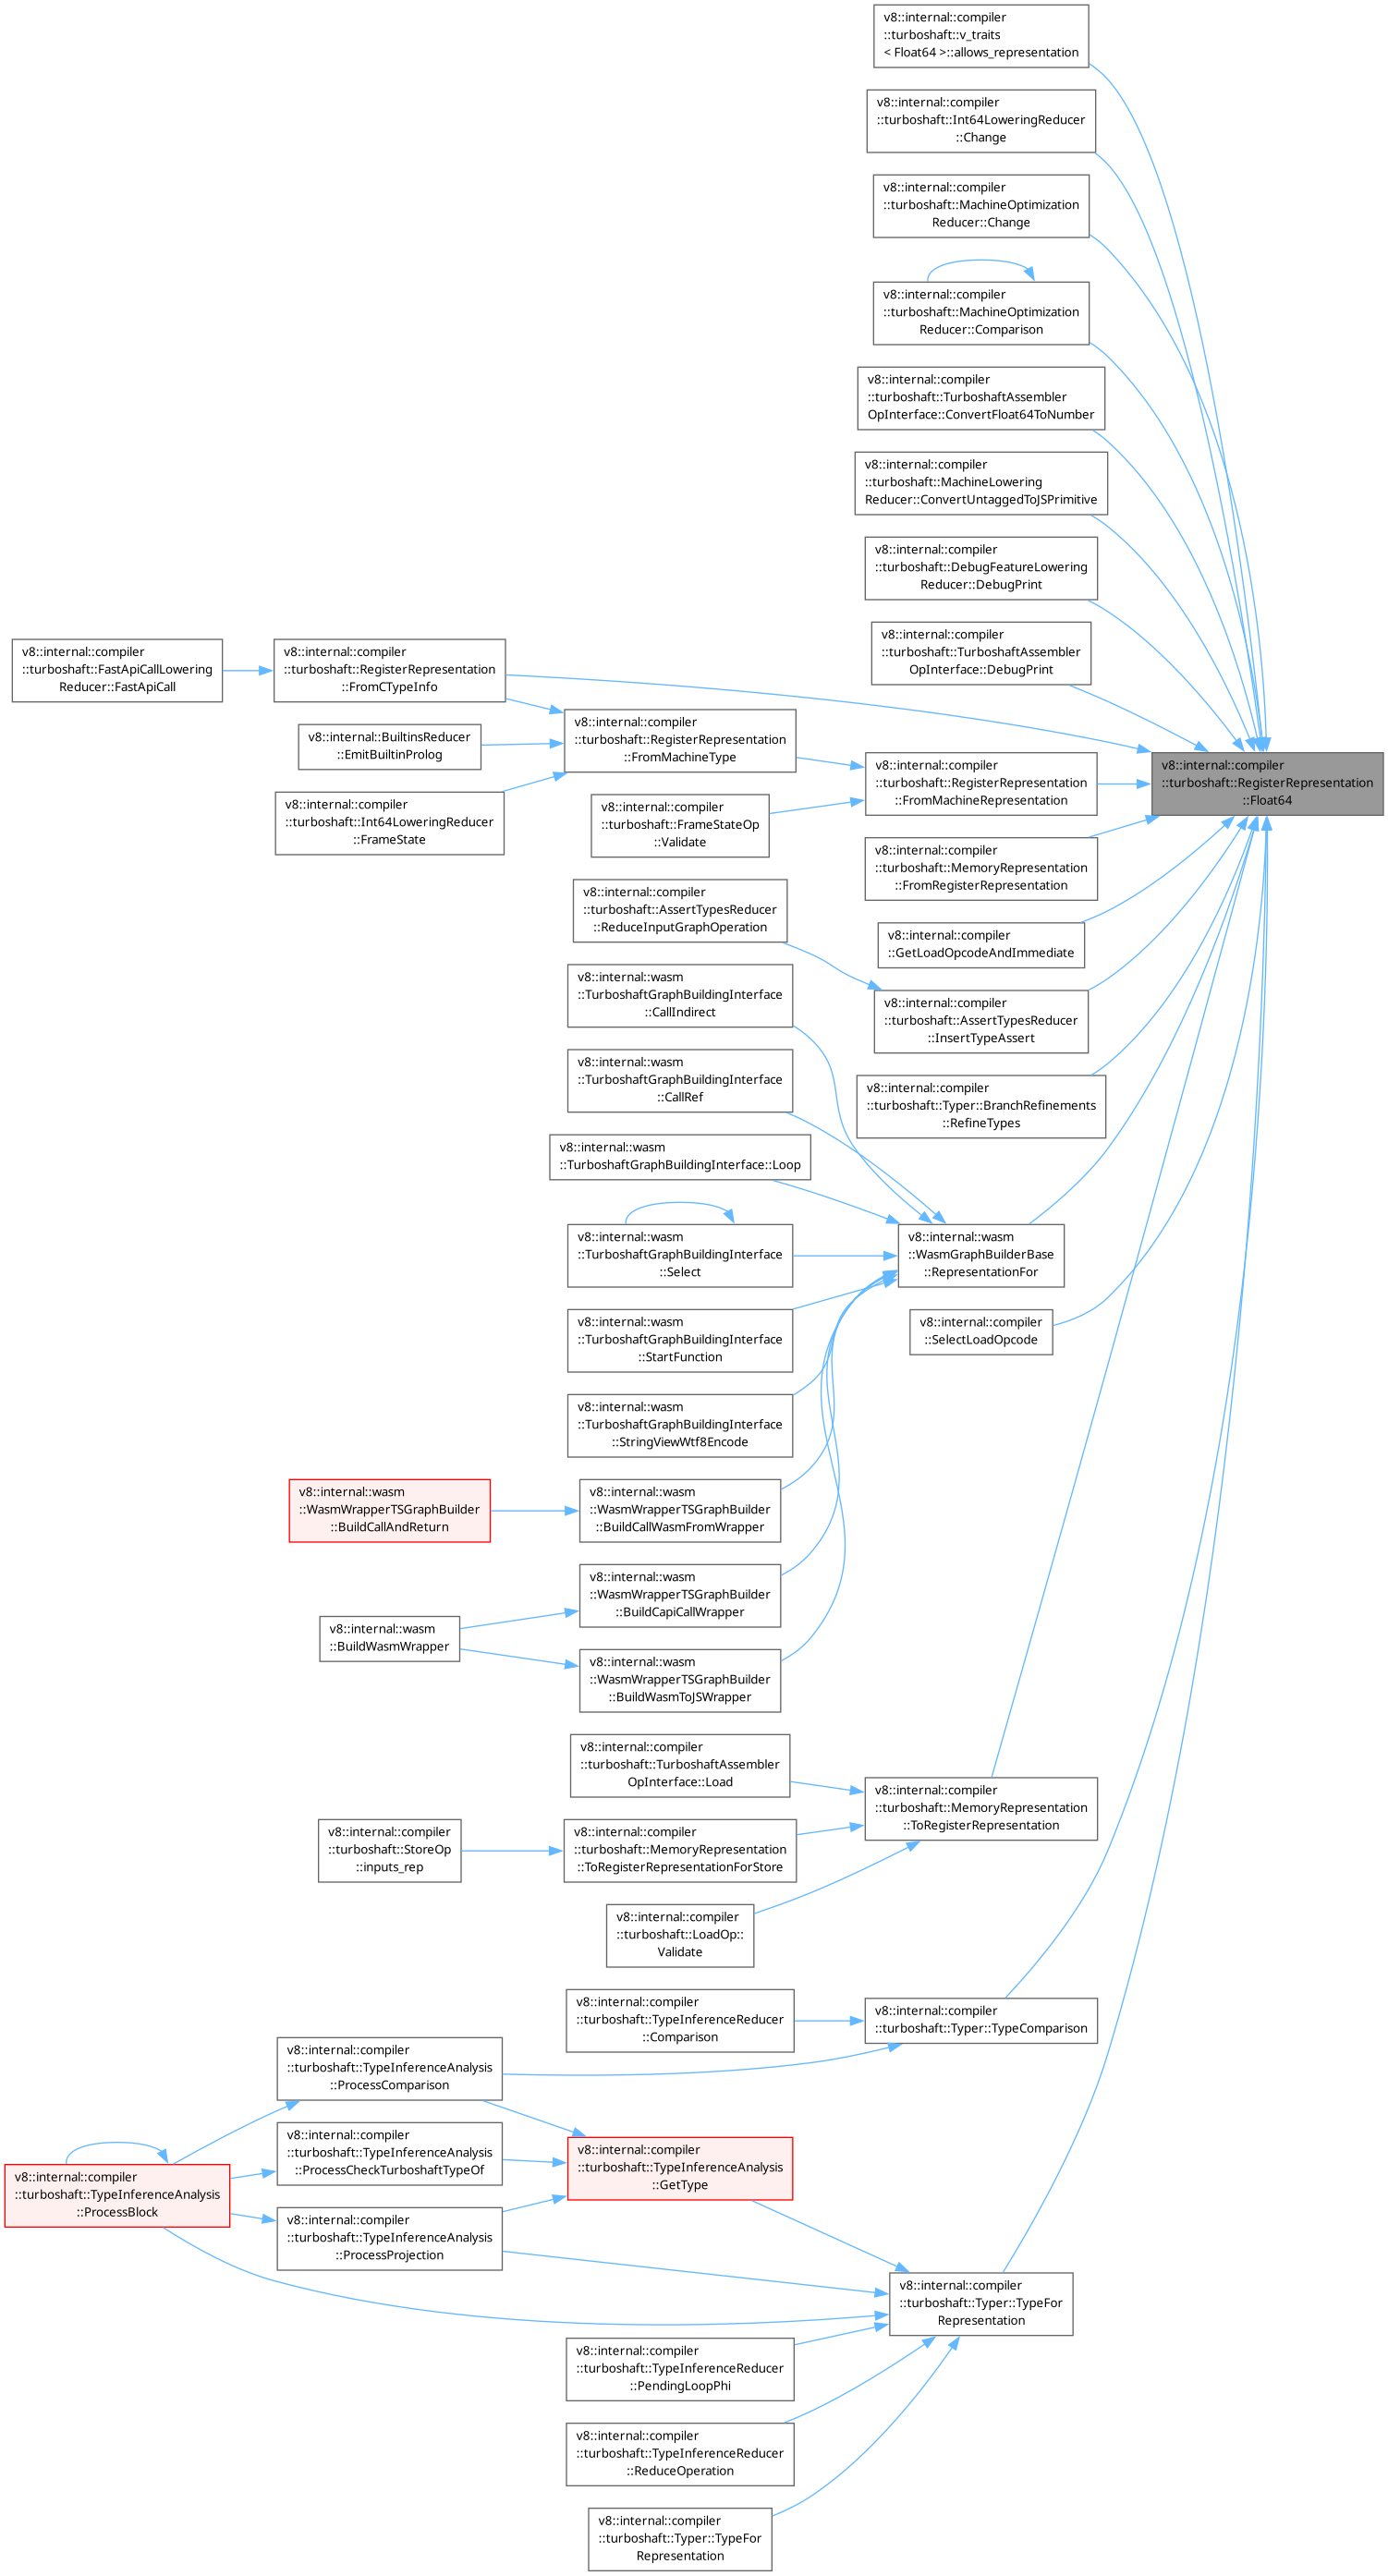 v8::internal::compiler
::turboshaft::v_traits
< Float64 >::allows_representation
v8::internal::compiler
::turboshaft::Int64LoweringReducer
::Change
v8::internal::compiler
::turboshaft::MachineOptimization
Reducer::Change
v8::internal::compiler
::turboshaft::MachineOptimization
Reducer::Comparison
v8::internal::compiler
::turboshaft::TurboshaftAssembler
OpInterface::ConvertFloat64ToNumber
v8::internal::compiler
::turboshaft::MachineLowering
Reducer::ConvertUntaggedToJSPrimitive
v8::internal::compiler
::turboshaft::DebugFeatureLowering
Reducer::DebugPrint
v8::internal::compiler
::turboshaft::TurboshaftAssembler
OpInterface::DebugPrint
v8::internal::compiler
::turboshaft::FastApiCallLowering
Reducer::FastApiCall
v8::internal::compiler
::turboshaft::RegisterRepresentation
::FromCTypeInfo
v8::internal::BuiltinsReducer
::EmitBuiltinProlog
v8::internal::compiler
::turboshaft::RegisterRepresentation
::FromMachineType
v8::internal::compiler
::turboshaft::RegisterRepresentation
::FromMachineRepresentation
v8::internal::compiler
::turboshaft::RegisterRepresentation
::Float64
v8::internal::compiler
::turboshaft::Int64LoweringReducer
::FrameState
v8::internal::compiler
::turboshaft::FrameStateOp
::Validate
v8::internal::compiler
::turboshaft::MemoryRepresentation
::FromRegisterRepresentation
v8::internal::compiler
::turboshaft::AssertTypesReducer
::ReduceInputGraphOperation
v8::internal::compiler
::GetLoadOpcodeAndImmediate
v8::internal::wasm
::TurboshaftGraphBuildingInterface
::CallIndirect
v8::internal::compiler
::turboshaft::AssertTypesReducer
::InsertTypeAssert
v8::internal::wasm
::TurboshaftGraphBuildingInterface
::CallRef
v8::internal::compiler
::turboshaft::Typer::BranchRefinements
::RefineTypes
v8::internal::wasm
::TurboshaftGraphBuildingInterface::Loop
v8::internal::wasm
::TurboshaftGraphBuildingInterface
::Select
v8::internal::wasm
::WasmGraphBuilderBase
::RepresentationFor
v8::internal::wasm
::TurboshaftGraphBuildingInterface
::StartFunction
v8::internal::compiler
::SelectLoadOpcode
v8::internal::wasm
::TurboshaftGraphBuildingInterface
::StringViewWtf8Encode
v8::internal::wasm
::WasmWrapperTSGraphBuilder
::BuildCallAndReturn
v8::internal::wasm
::WasmWrapperTSGraphBuilder
::BuildCallWasmFromWrapper
v8::internal::wasm
::WasmWrapperTSGraphBuilder
::BuildCapiCallWrapper
v8::internal::wasm
::BuildWasmWrapper
v8::internal::wasm
::WasmWrapperTSGraphBuilder
::BuildWasmToJSWrapper
v8::internal::compiler
::turboshaft::TurboshaftAssembler
OpInterface::Load
v8::internal::compiler
::turboshaft::MemoryRepresentation
::ToRegisterRepresentation
v8::internal::compiler
::turboshaft::StoreOp
::inputs_rep
v8::internal::compiler
::turboshaft::MemoryRepresentation
::ToRegisterRepresentationForStore
v8::internal::compiler
::turboshaft::LoadOp::
Validate
v8::internal::compiler
::turboshaft::TypeInferenceReducer
::Comparison
v8::internal::compiler
::turboshaft::Typer::TypeComparison
v8::internal::compiler
::turboshaft::TypeInferenceAnalysis
::ProcessComparison
v8::internal::compiler
::turboshaft::TypeInferenceAnalysis
::ProcessCheckTurboshaftTypeOf
v8::internal::compiler
::turboshaft::TypeInferenceAnalysis
::GetType
v8::internal::compiler
::turboshaft::TypeInferenceAnalysis
::ProcessBlock
v8::internal::compiler
::turboshaft::TypeInferenceAnalysis
::ProcessProjection
v8::internal::compiler
::turboshaft::Typer::TypeFor
Representation
v8::internal::compiler
::turboshaft::TypeInferenceReducer
::PendingLoopPhi
v8::internal::compiler
::turboshaft::TypeInferenceReducer
::ReduceOperation
v8::internal::compiler
::turboshaft::Typer::TypeFor
Representation